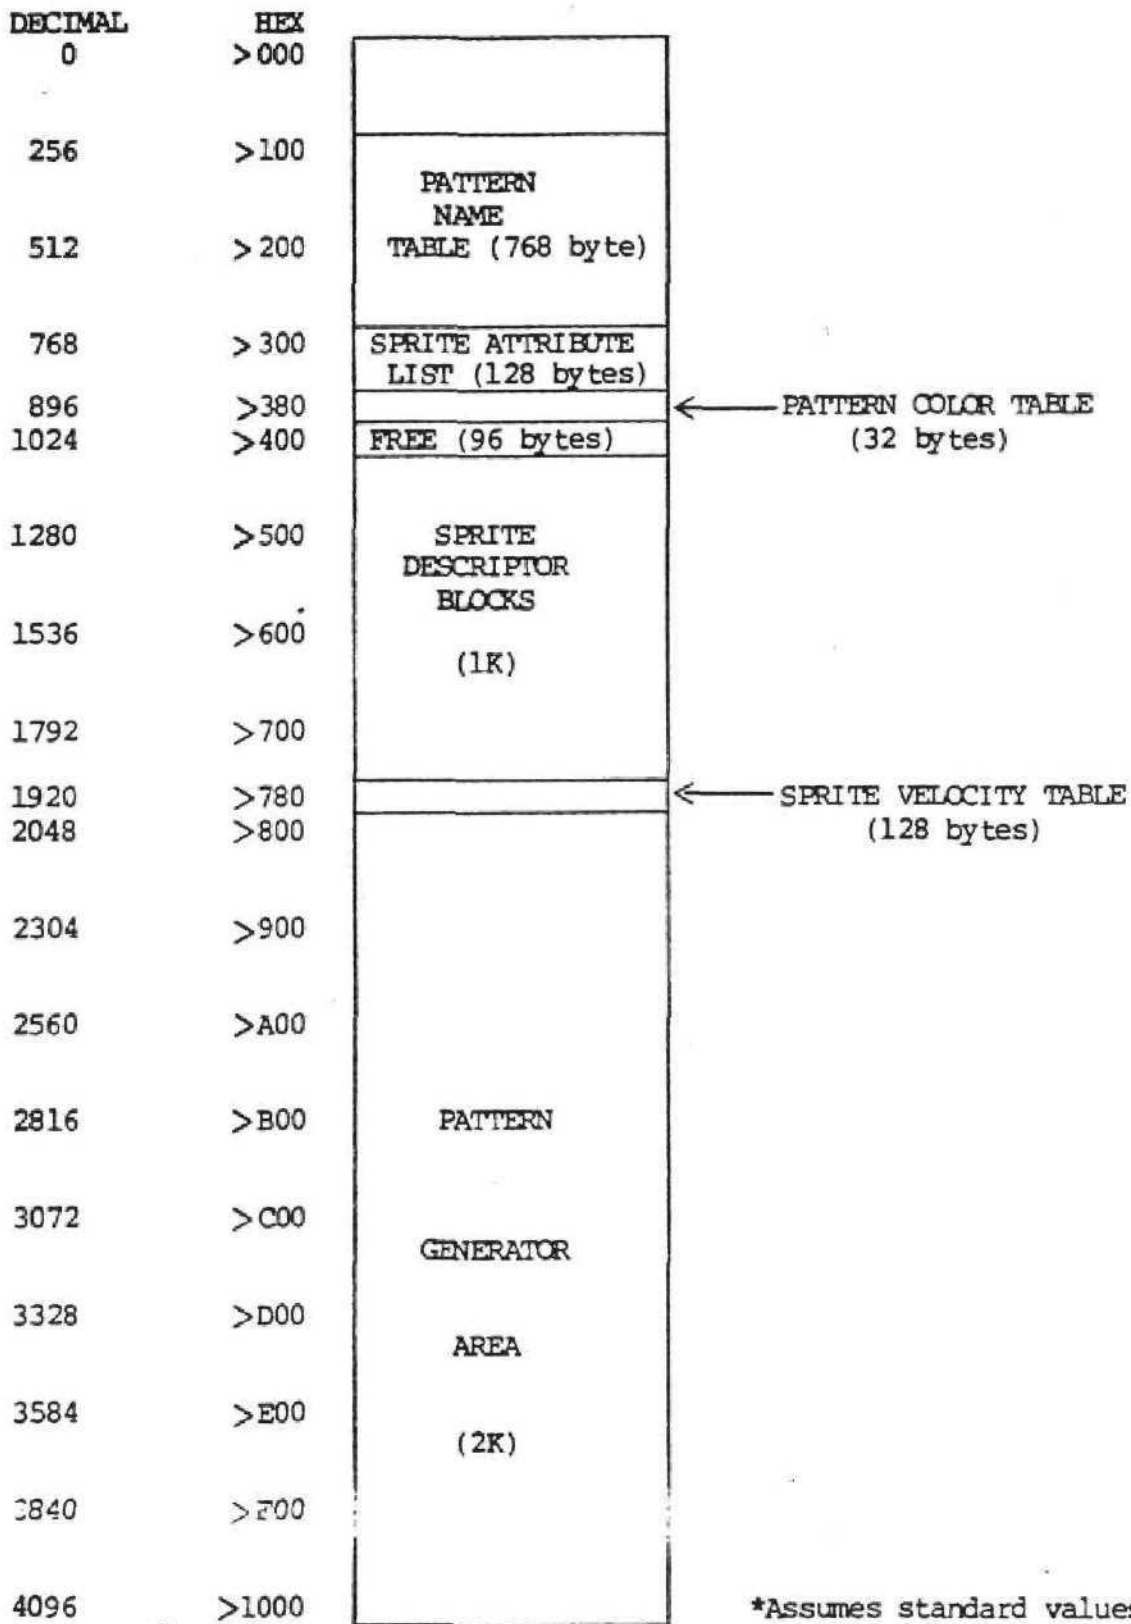 DECIMAL HEX
0 >000
256 >100
PATTERN
NAME
512 >200 TABLE (768 byte)
768 >300 SPRITE ATTRIBUTE
LIST (128 bytes)
896 >380 PATTERN COLOR TABLE
1024 >400 FREE (96 bytes) (32 bytes)
1280 >500 SPRITE
DESCRIPTOR
BLOCKS
1536 >600
(1K)
1792 >700
1920 >780 SPRITE VELOCITY TABLE
2048 >800 (128 bytes)
2304 >900
2560 >A00
2816 >B00 PATTERN
3072 >C00
GENERATOR
3328 >D00
AREA
3584 >E00
(2K)
3840 >F00
4096 >1000 *Assumes standard values